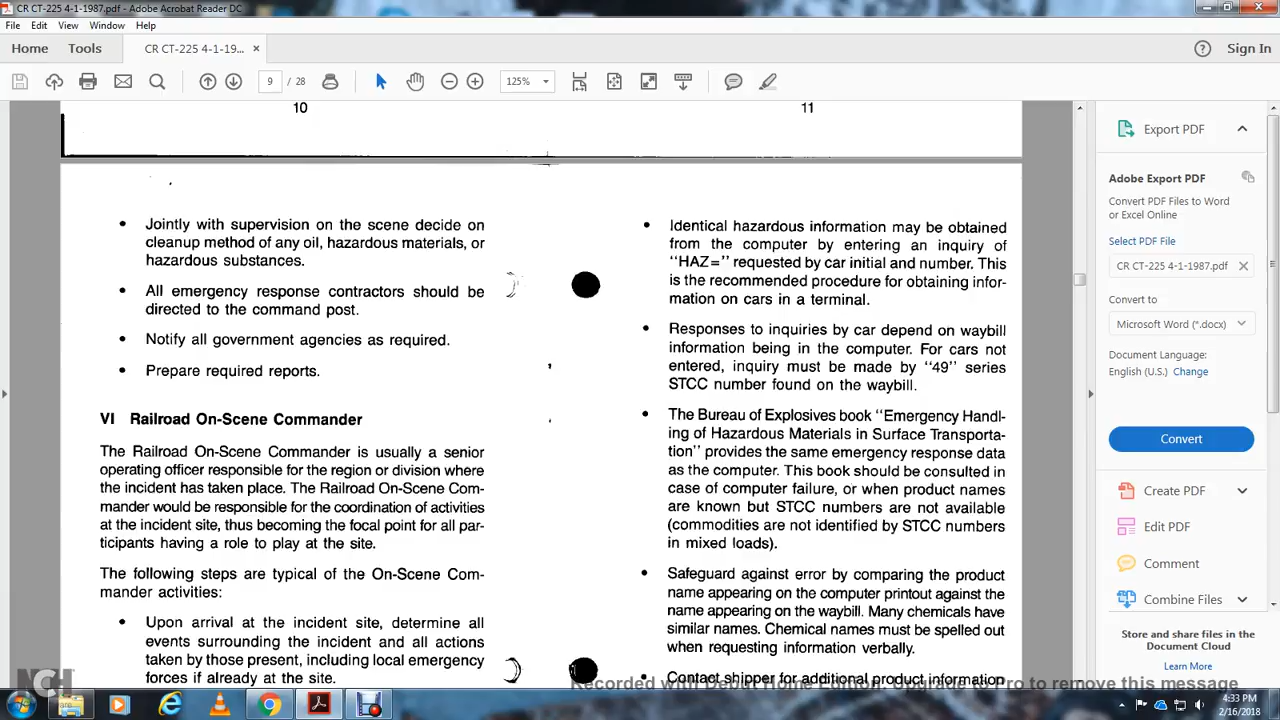 CR CT-225 4-1-1987.pdf - Adobe Acrobat Reader DC
File Edit View Window Help
Home Tools CR CT-225 4-1-19... × Sign In
9 / 28 125%
10
11
• Jointly with supervision on the scene decide on
cleanup method of any oil, hazardous materials, or
hazardous substances.
• All emergency response contractors should be
directed to the command post.
• Notify all government agencies as required.
• Prepare required reports.
VI Railroad On-Scene Commander
The Railroad On-Scene Commander is usually a senior
operating officer responsible for the region or division where
the incident has taken place. The Railroad On-Scene Com-
mander would be responsible for the coordination of activities
at the incident site, thus becoming the focal point for all par-
ticipants having a role to play at the site.
The following steps are typical of the On-Scene Com-
mander activities:
• Upon arrival at the incident site, determine all
events surrounding the incident and all actions
taken by those present, including local emergency
forces if already at the site.
• Identical hazardous information may be obtained
from the computer by entering an inquiry of
"HAZ=" requested by car initial and number. This
is the recommended procedure for obtaining infor-
mation on cars in a terminal.
• Responses to inquiries by car depend on waybill
information being in the computer. For cars not
entered, inquiry must be made by "49" series
STCC number found on the waybill.
• The Bureau of Explosives book "Emergency Handl-
ing of Hazardous Materials in Surface Transporta-
tion" provides the same emergency response data
as the computer. This book should be consulted in
case of computer failure, or when product names
are known but STCC numbers are not available
(commodities are not identified by STCC numbers
in mixed loads).
• Safeguard against error by comparing the product
name appearing on the computer printout against the
name appearing on the waybill. Many chemicals have
similar names. Chemical names must be spelled out
when requesting information verbally.
• Contact shipper for additional product information
Export PDF
Adobe Export PDF
Convert PDF Files to Word
or Excel Online
Select PDF File
CR CT-225 4-1-1987.pdf
Convert to
Microsoft Word (*.docx)
Document Language:
English (U.S.) Change
Convert
Create PDF
Edit PDF
Comment
Combine Files
Store and share files in the
Document Cloud
Learn More
NCH
Recorded with Debut Home Edition. Upgrade to Pro to remove this message
4:33 PM
2/16/2018